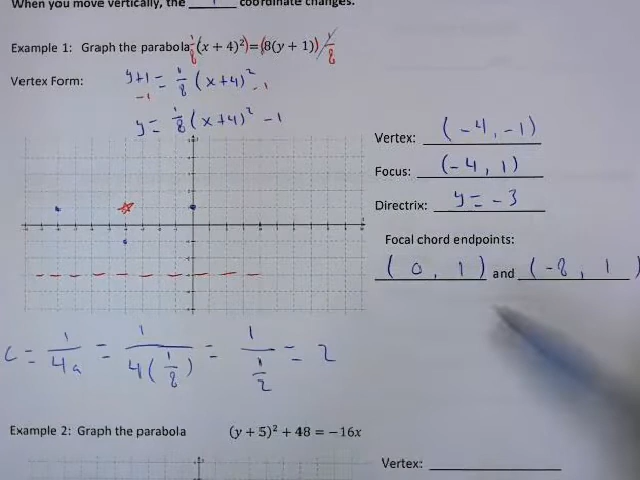 When you move vertically, the ___ coordinate changes.
Example 1: Graph the parabola 1/8 (x + 4)²) = (8(y + 1)) 1/8
Vertex Form: y+1 = 1/8 (x+4)²
-1 -1
y = 1/8 (x+4)² - 1
Vertex: (-4, -1)
Focus: (-4, 1)
Directrix: y = -3
Focal chord endpoints:
(0, 1) and (-8, 1)
c = 1/4a = 1/4(1/8) = 1/1/2 = 2
Example 2: Graph the parabola (y + 5)² + 48 = −16x
Vertex: